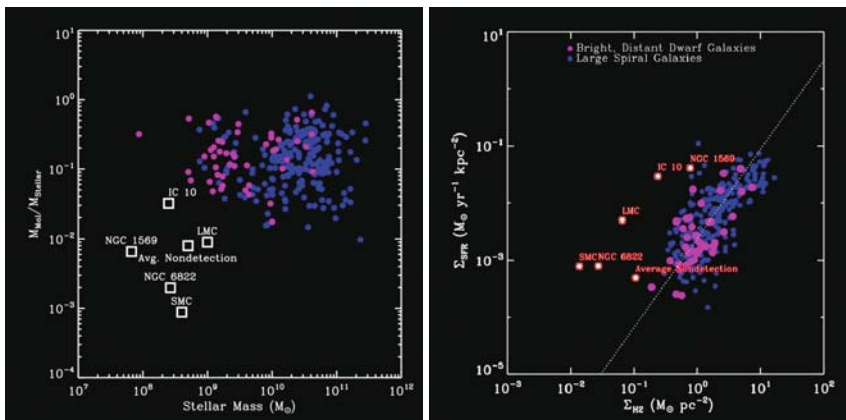 10¹
10⁰
10⁻¹
10⁻²
10⁻³
10⁻⁴
M_Mol/M_Stellar
IC 10
LMC
NGC 1569
Avg. Nondetection
NGC 6822
SMC
10⁷ 10⁸ 10⁹ 10¹⁰ 10¹¹ 10¹²
Stellar Mass (M⊙)
10¹
10⁻¹
10⁻³
10⁻⁵
Σ_SFR (M⊙ yr⁻¹ kpc⁻²)
Bright, Distant Dwarf Galaxies
Large Spiral Galaxies
NGC 1569
IC 10
LMC
SMC NGC 6822
Average Nondetection
10⁻³ 10⁻² 10⁻¹ 10⁰ 10¹ 10²
Σ_H2 (M⊙ pc⁻²)